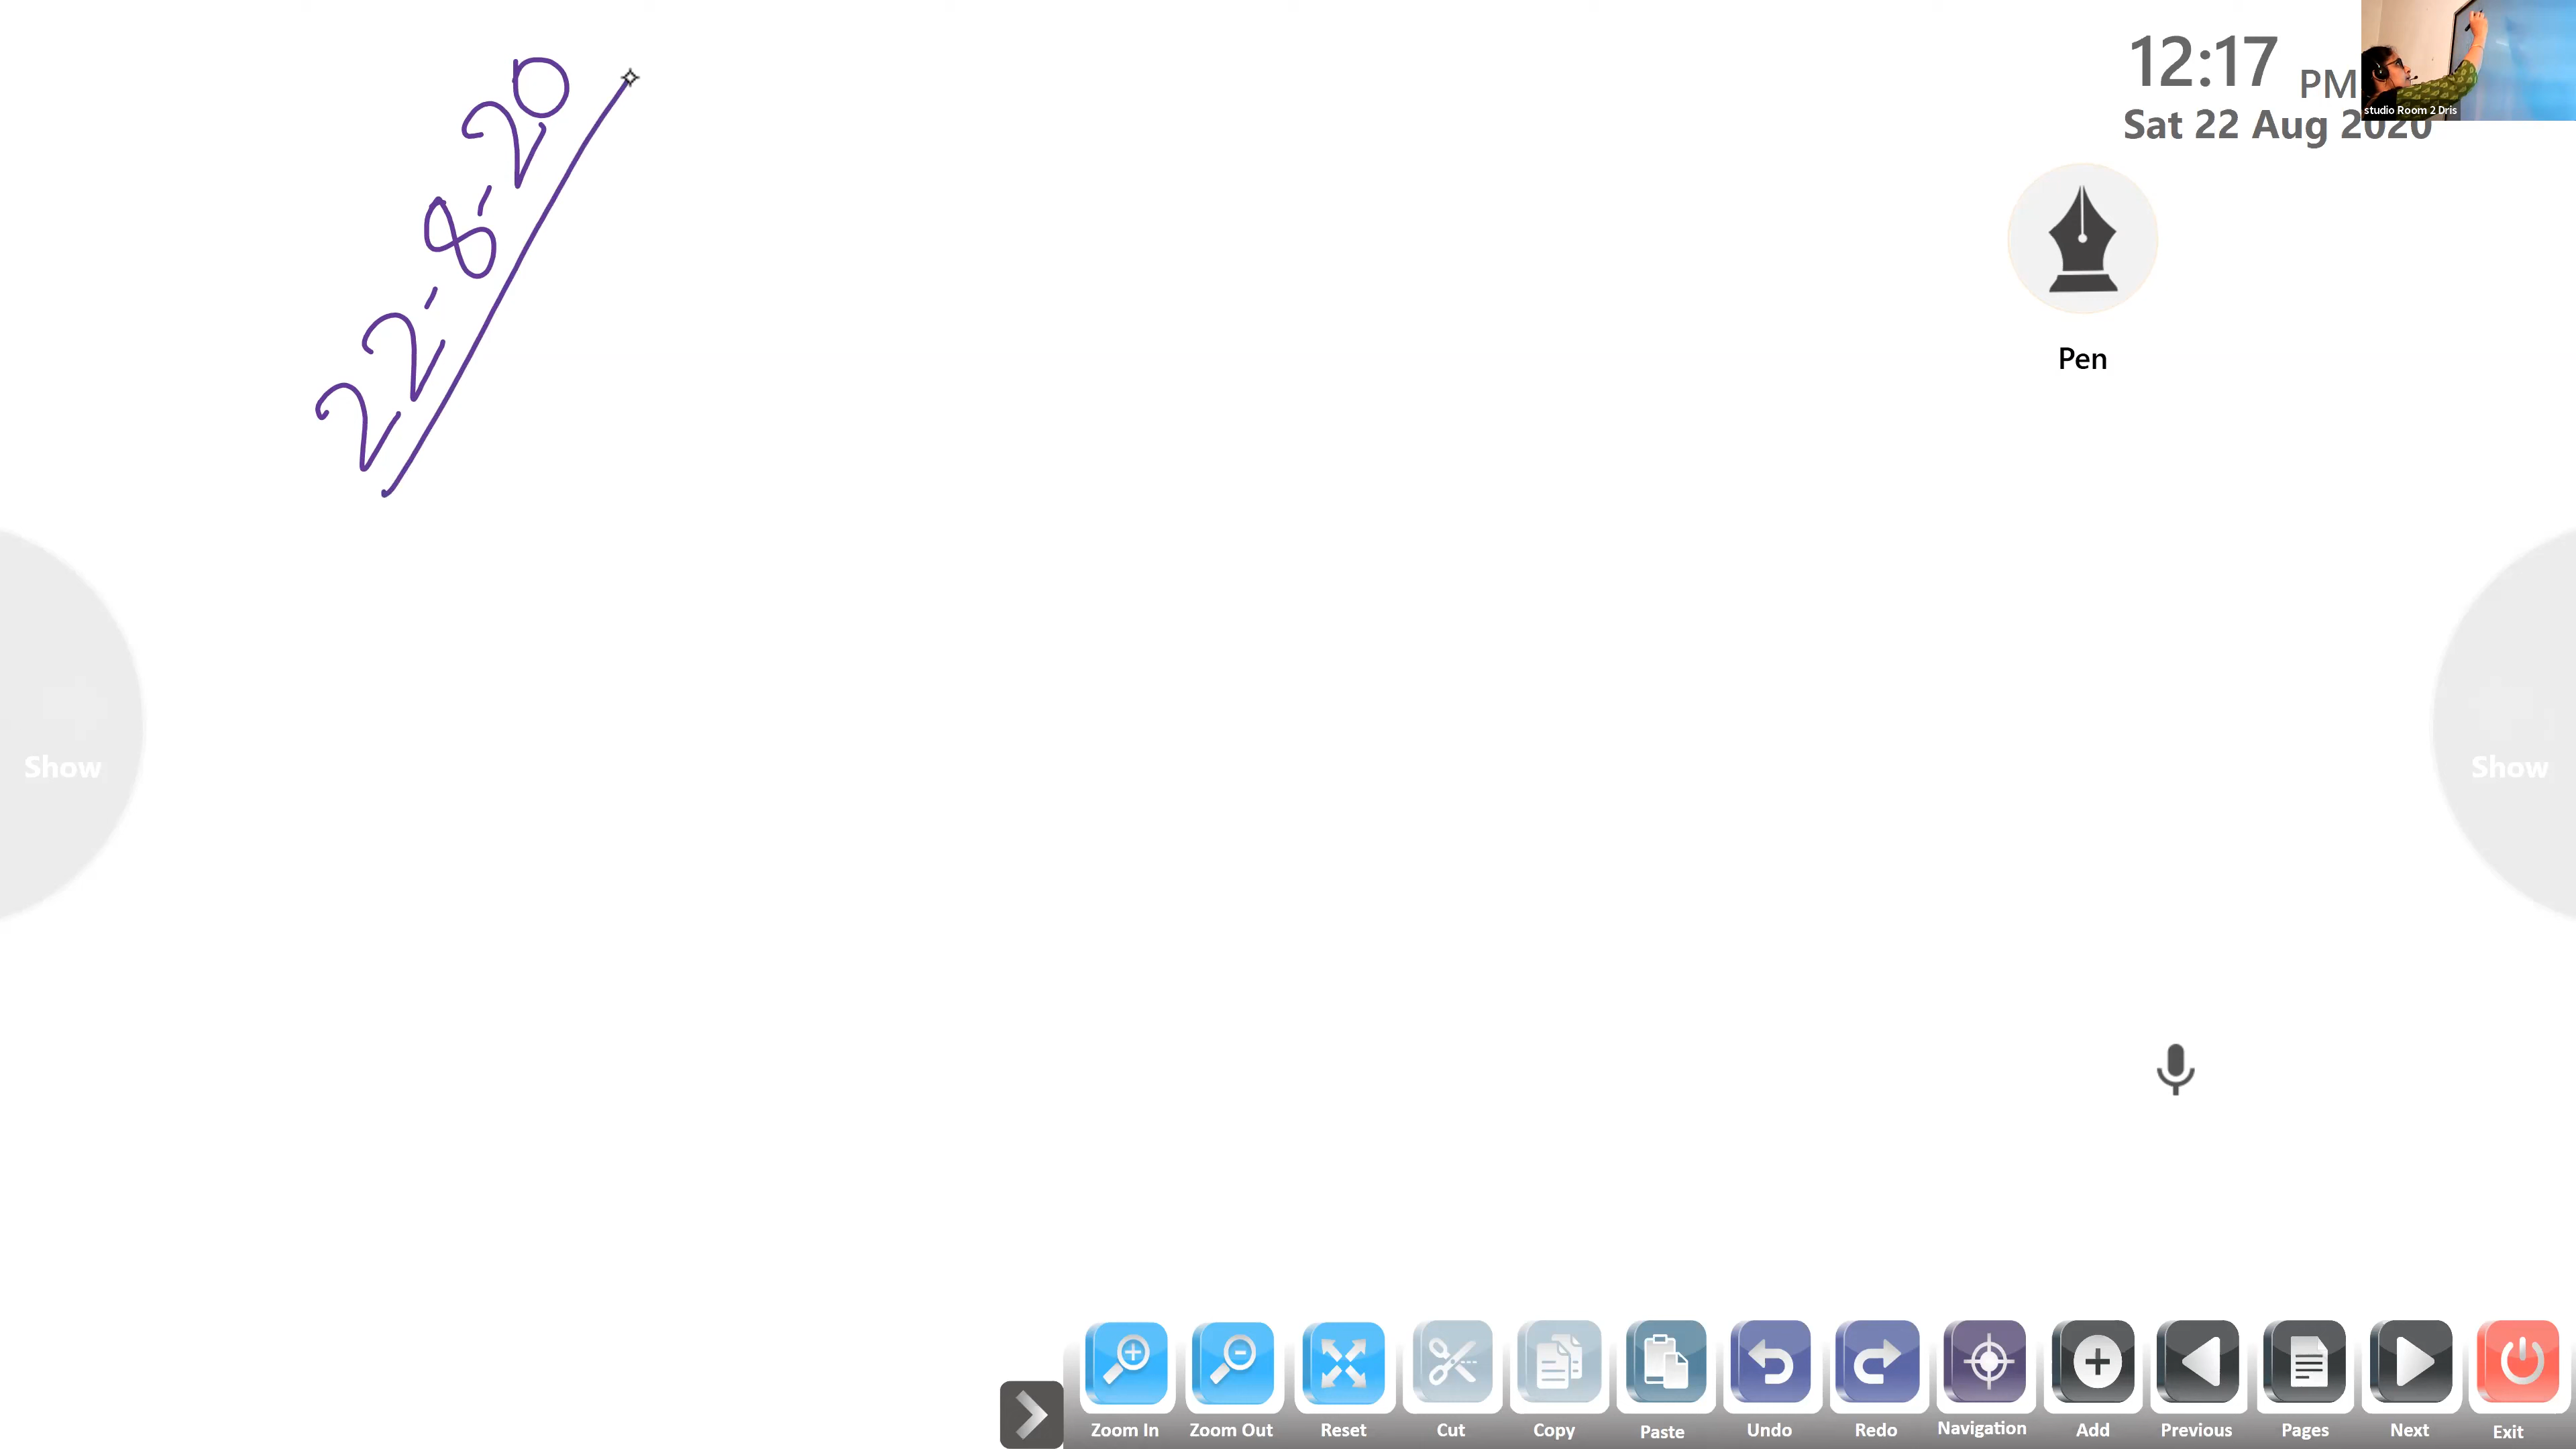 22-8-20
12:17 PM
studio Room 2 Dris
Sat 22 Aug 2020
Pen
Show
Show
Zoom In
Zoom Out
Reset
Cut
Copy
Paste
Undo
Redo
Navigation
Add
Previous
Pages
Next
Exit